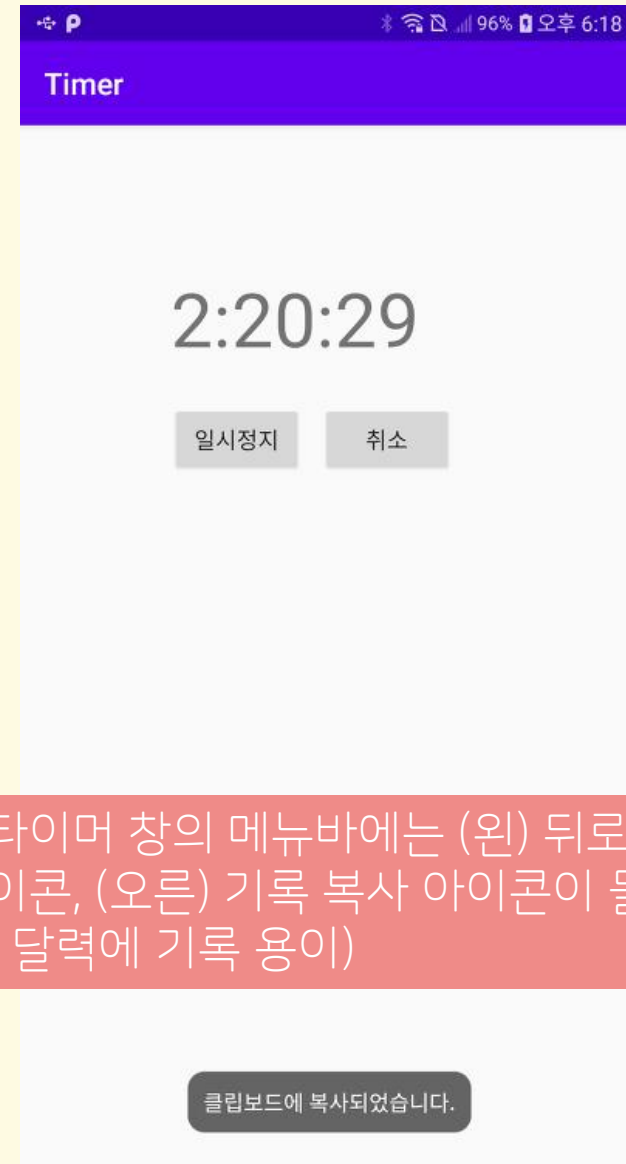 96% 오후 6:18
Timer
2:20:29
일시정지 취소
타이머 창의 메뉴바에는 (왼) 뒤로
이콘, (오른) 기록 복사 아이콘이
달력에 기록 용이)
클립보드에 복사되었습니다.